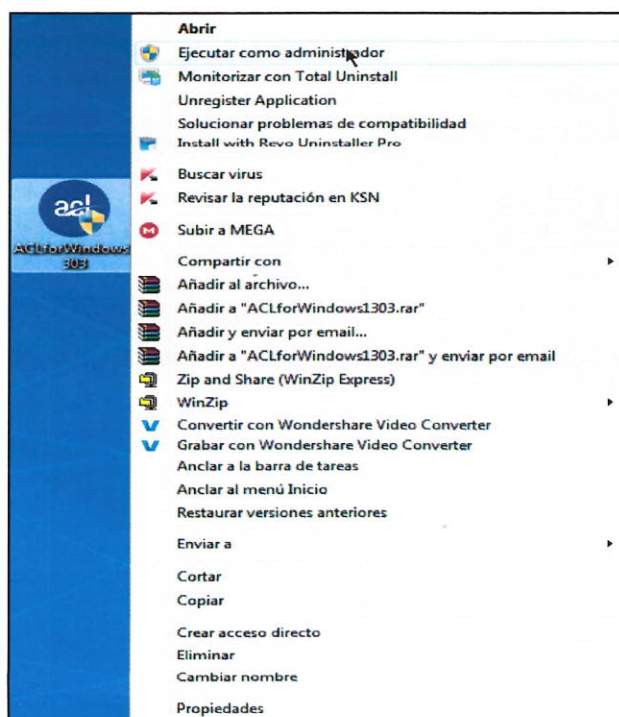 Abrir
Ejecutar como administrador
Monitorizar con Total Uninstall
Unregister Application
Solucionar problemas de compatibilidad
Install with Revo Uninstaller Pro
Buscar virus
Revisar la reputación en KSN
Subir a MEGA
Compartir con
Añadir al archivo...
Añadir a "ACLforWindows1303.rar"
Añadir y enviar por email...
Añadir a "ACLforWindows1303.rar" y enviar por email
Zip and Share (WinZip Express)
WinZip
Convertir con Wondershare Video Converter
Grabar con Wondershare Video Converter
Anclar a la barra de tareas
Anclar al menú Inicio
Restaurar versiones anteriores
Enviar a
Cortar
Copiar
Crear acceso directo
Eliminar
Cambiar nombre
Propiedades
acl
ACLforWindows
303